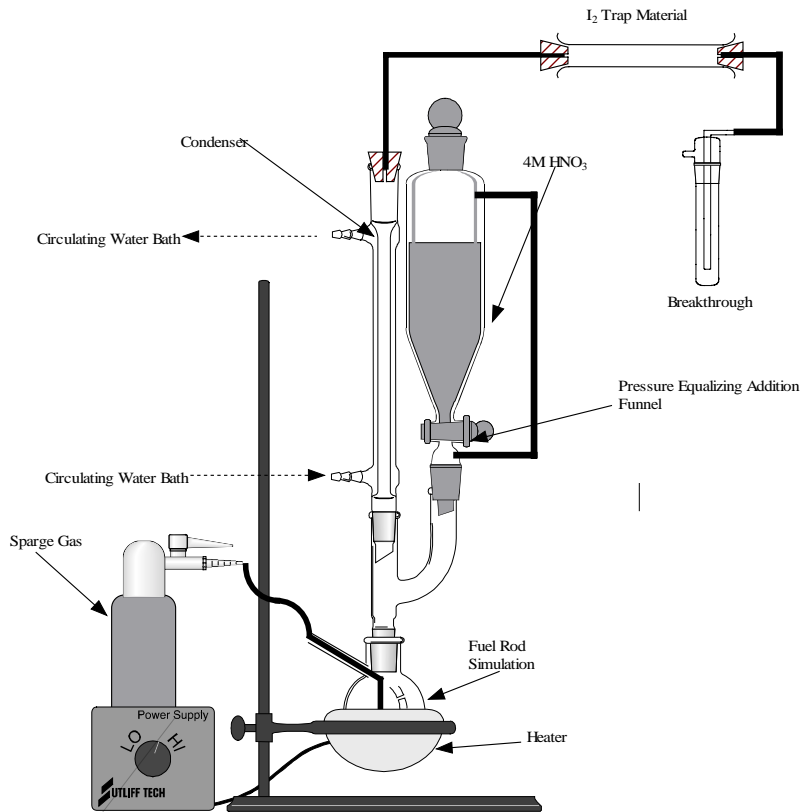 I₂ Trap Material
Condenser
4M HNO₃
Circulating Water Bath
Breakthrough
Pressure Equalizing Addition
Funnel
Circulating Water Bath
Sparge Gas
Fuel Rod
Simulation
Power Supply
LO HI
Heater
SUTLIFF TECH